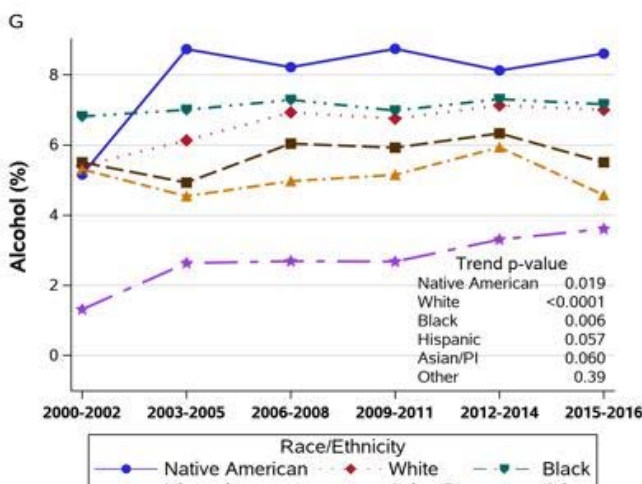 G
Alcohol (%)
8
6
4
2
0
Trend p-value
Native American 0.019
White <0.0001
Black 0.006
Hispanic 0.057
Asian/PI 0.060
Other 0.39
2000-2002 2003-2005 2006-2008 2009-2011 2012-2014 2015-2016
Race/Ethnicity
Native American White Black